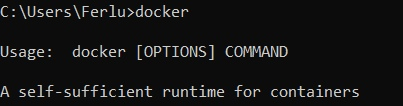 C:\Users\Ferlu>docker
Usage:  docker [OPTIONS] COMMAND
A self-sufficient runtime for containers